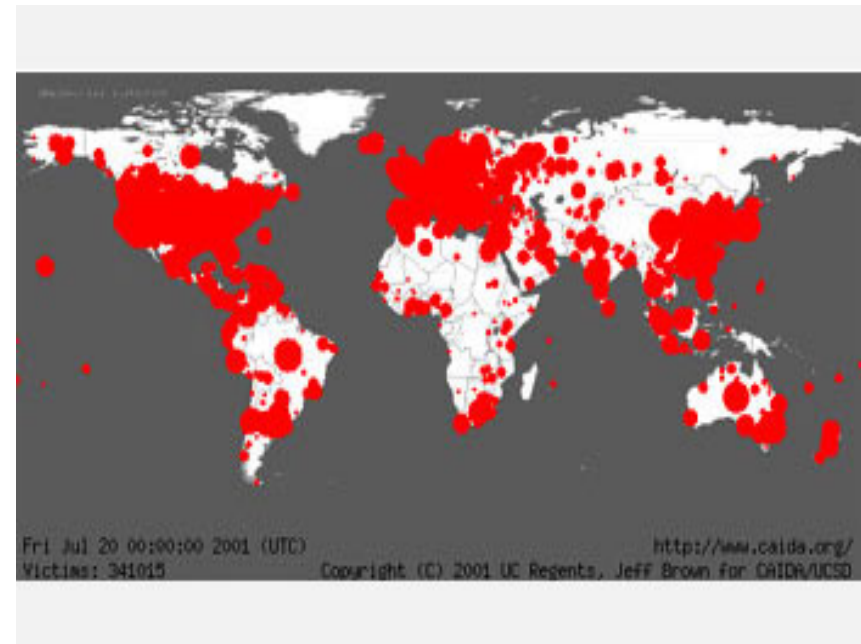 Fri Jul 20 00:00:00 2001 (UTC)
http://www.caida.org/
Victims: 341015
Copyright (C) 2001 UC Regents, Jeff Brown for CAIDA/UCSD